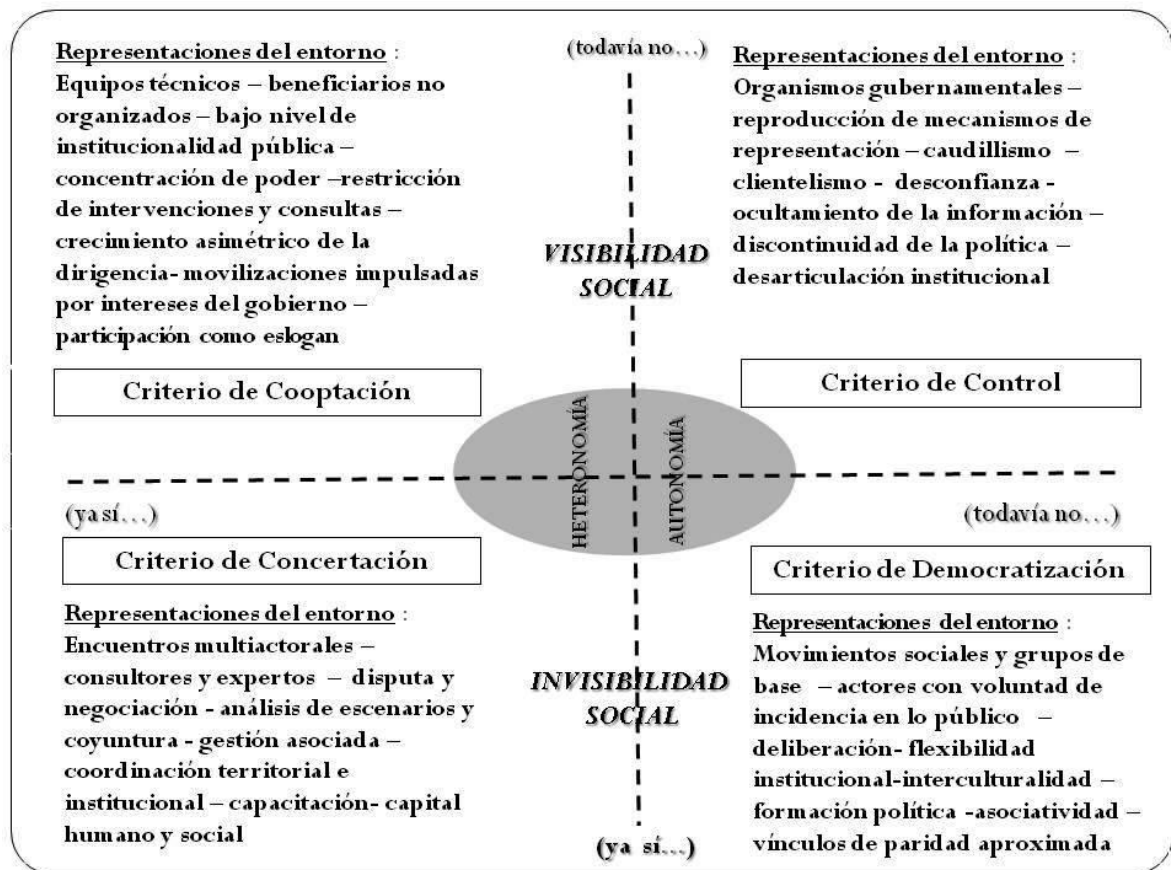 Representaciones del entorno :
Equipos técnicos – beneficiarios no
organizados – bajo nivel de
institucionalidad pública –
concentración de poder –restricción
de intervenciones y consultas –
crecimiento asimétrico de la
dirigencia- movilizaciones impulsadas
por intereses del gobierno –
participación como eslogan
Criterio de Cooptación
(todavía no…)
VISIBILIDAD
SOCIAL
Representaciones del entorno :
Organismos gubernamentales –
reproducción de mecanismos de
representación – caudillismo –
clientelismo - desconfianza -
ocultamiento de la información –
discontinuidad de la política –
desarticulación institucional
Criterio de Control
HETERONOMÍA
AUTONOMÍA
(ya sí…)
(todavía no…)
Criterio de Concertación
Representaciones del entorno :
Encuentros multiactorales –
consultores y expertos – disputa y
negociación - análisis de escenarios y
coyuntura - gestión asociada –
coordinación territorial e
institucional – capacitación- capital
humano y social
INVISIBILIDAD
SOCIAL
(ya sí…)
Criterio de Democratización
Representaciones del entorno :
Movimientos sociales y grupos de
base – actores con voluntad de
incidencia en lo público –
deliberación- flexibilidad
institucional-interculturalidad –
formación política -asociatividad –
vínculos de paridad aproximada